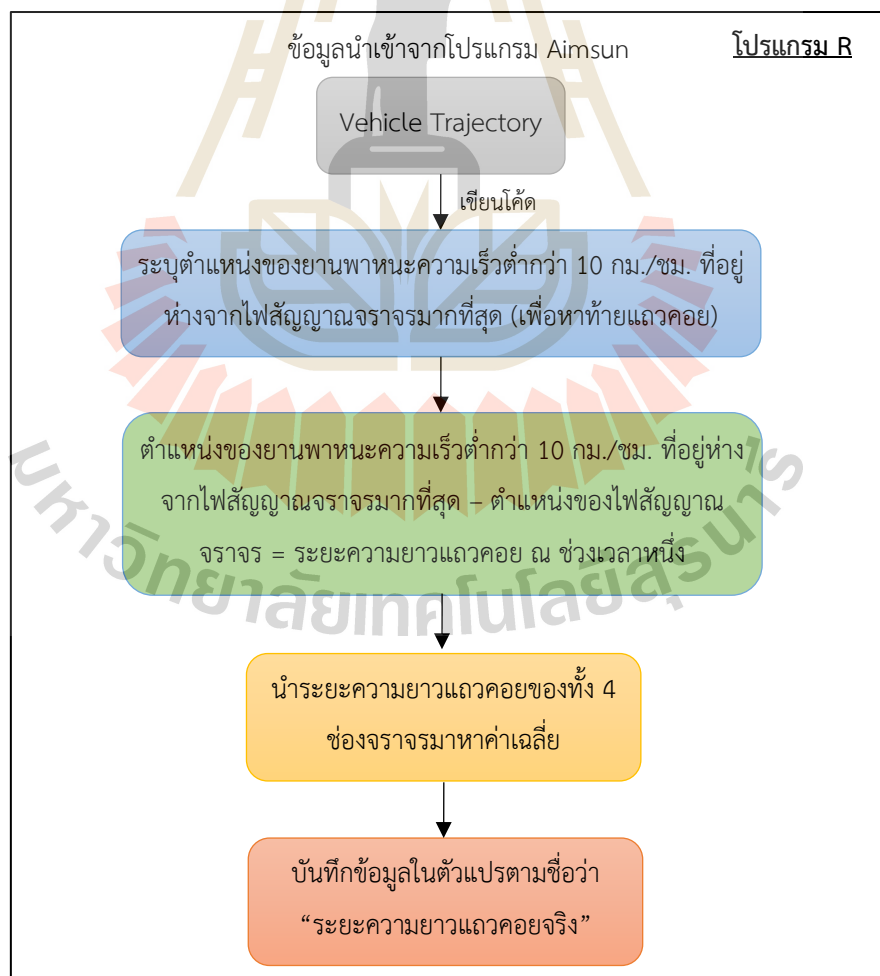 ข้อมูลนำเข้าจากโปรแกรม Aimsun
โปรแกรม R
Vehicle Trajectory
เขียนโค้ด
ระบุตำแหน่งของยานพาหนะความเร็วต่ำกว่า 10 กม./ชม. ที่อยู่
ห่างจากไฟสัญญาณจราจรมากที่สุด (เพื่อหาท้ายแถวคอย)
ตำแหน่งของยานพาหนะความเร็วต่ำกว่า 10 กม./ชม. ที่อยู่ห่าง
จากไฟสัญญาณจราจรมากที่สุด – ตำแหน่งของไฟสัญญาณ
จราจร = ระยะความยาวแถวคอย ณ ช่วงเวลาหนึ่ง
มหาวิทยาลัยเทคโนโลยีสุรนารี
นำระยะความยาวแถวคอยของทั้ง 4
ช่องจราจรมาหาค่าเฉลี่ย
บันทึกข้อมูลในตัวแปรตามชื่อว่า
“ระยะความยาวแถวคอยจริง”